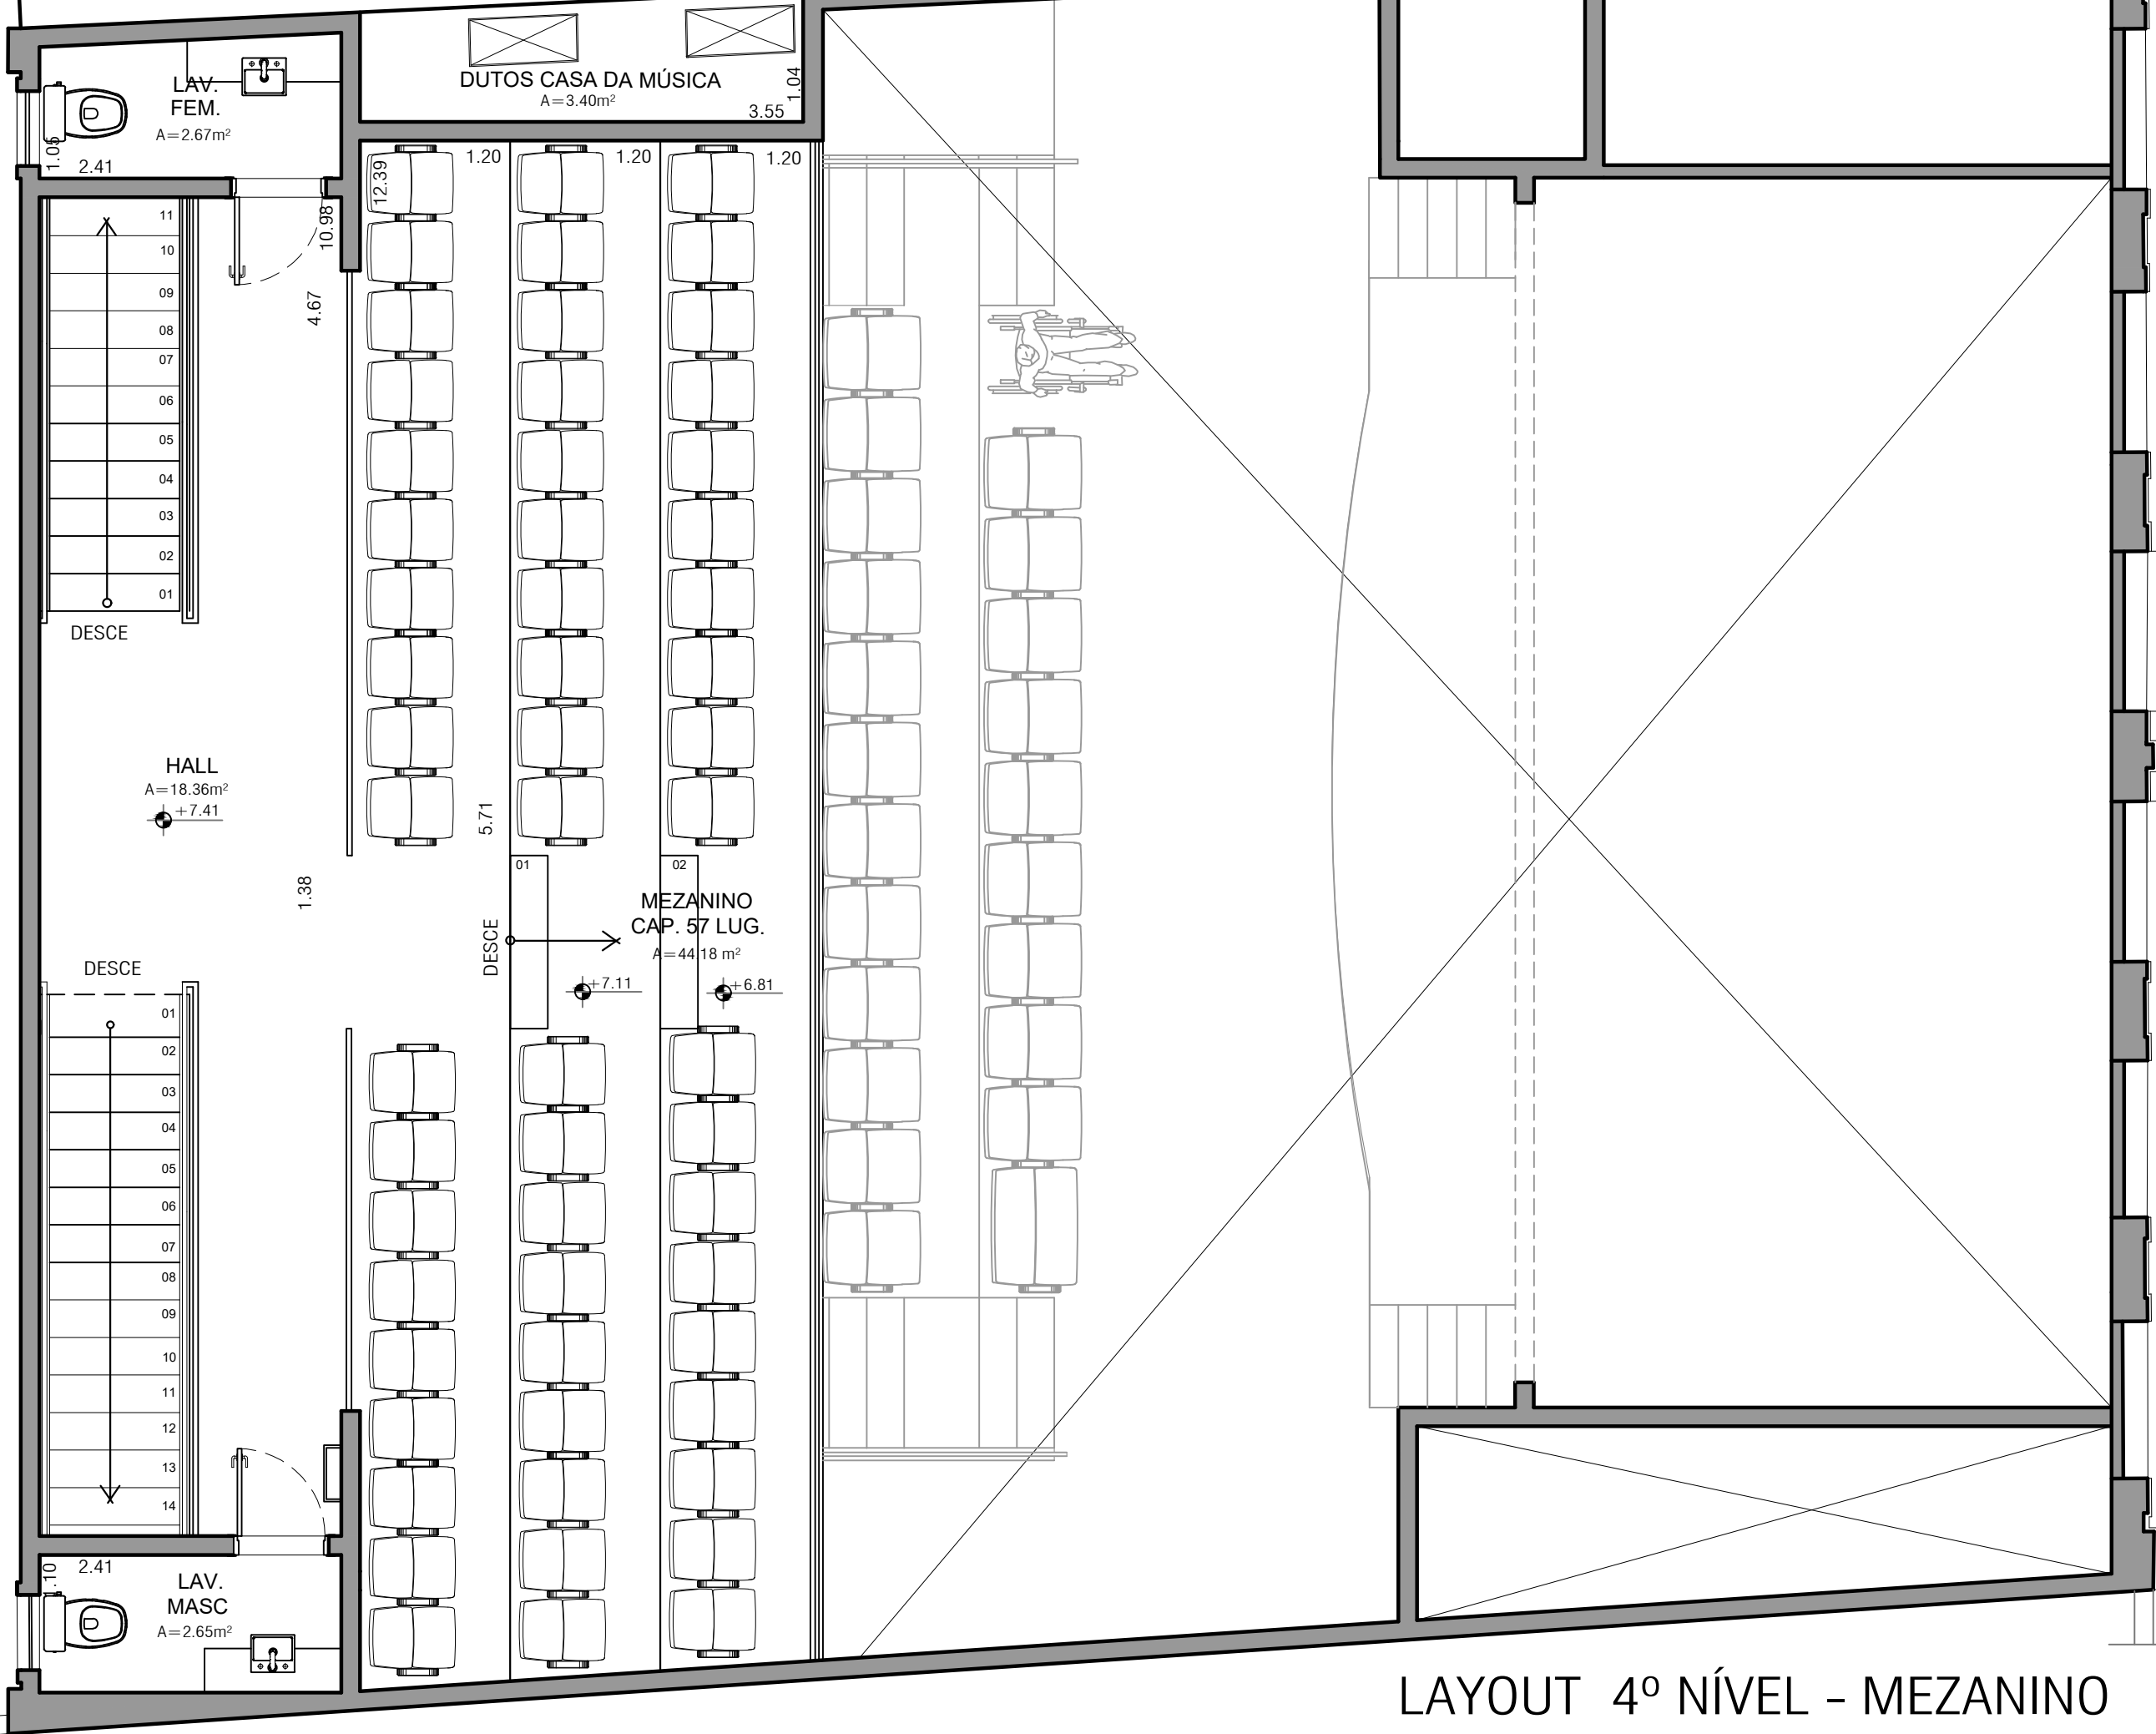 LAV.
FEM.
A=2.67m²
1.05
2.41
DUTOS CASA DA MÚSICA
A=3.40m²
1.04
3.55
12.39
1.20
1.20
1.20
10.98
4.67
11
10
09
08
07
06
05
04
03
02
01
DESCE
HALL
A=18.36m²
+7.41
1.38
5.71
01
02
MEZANINO
CAP. 57 LUG.
A=44.18 m²
DESCE
+7.11
+6.81
DESCE
01
02
03
04
05
06
07
08
09
10
11
12
13
14
2.41
LAV.
MASC
A=2.65m²
LAYOUT 4º NÍVEL - MEZANINO